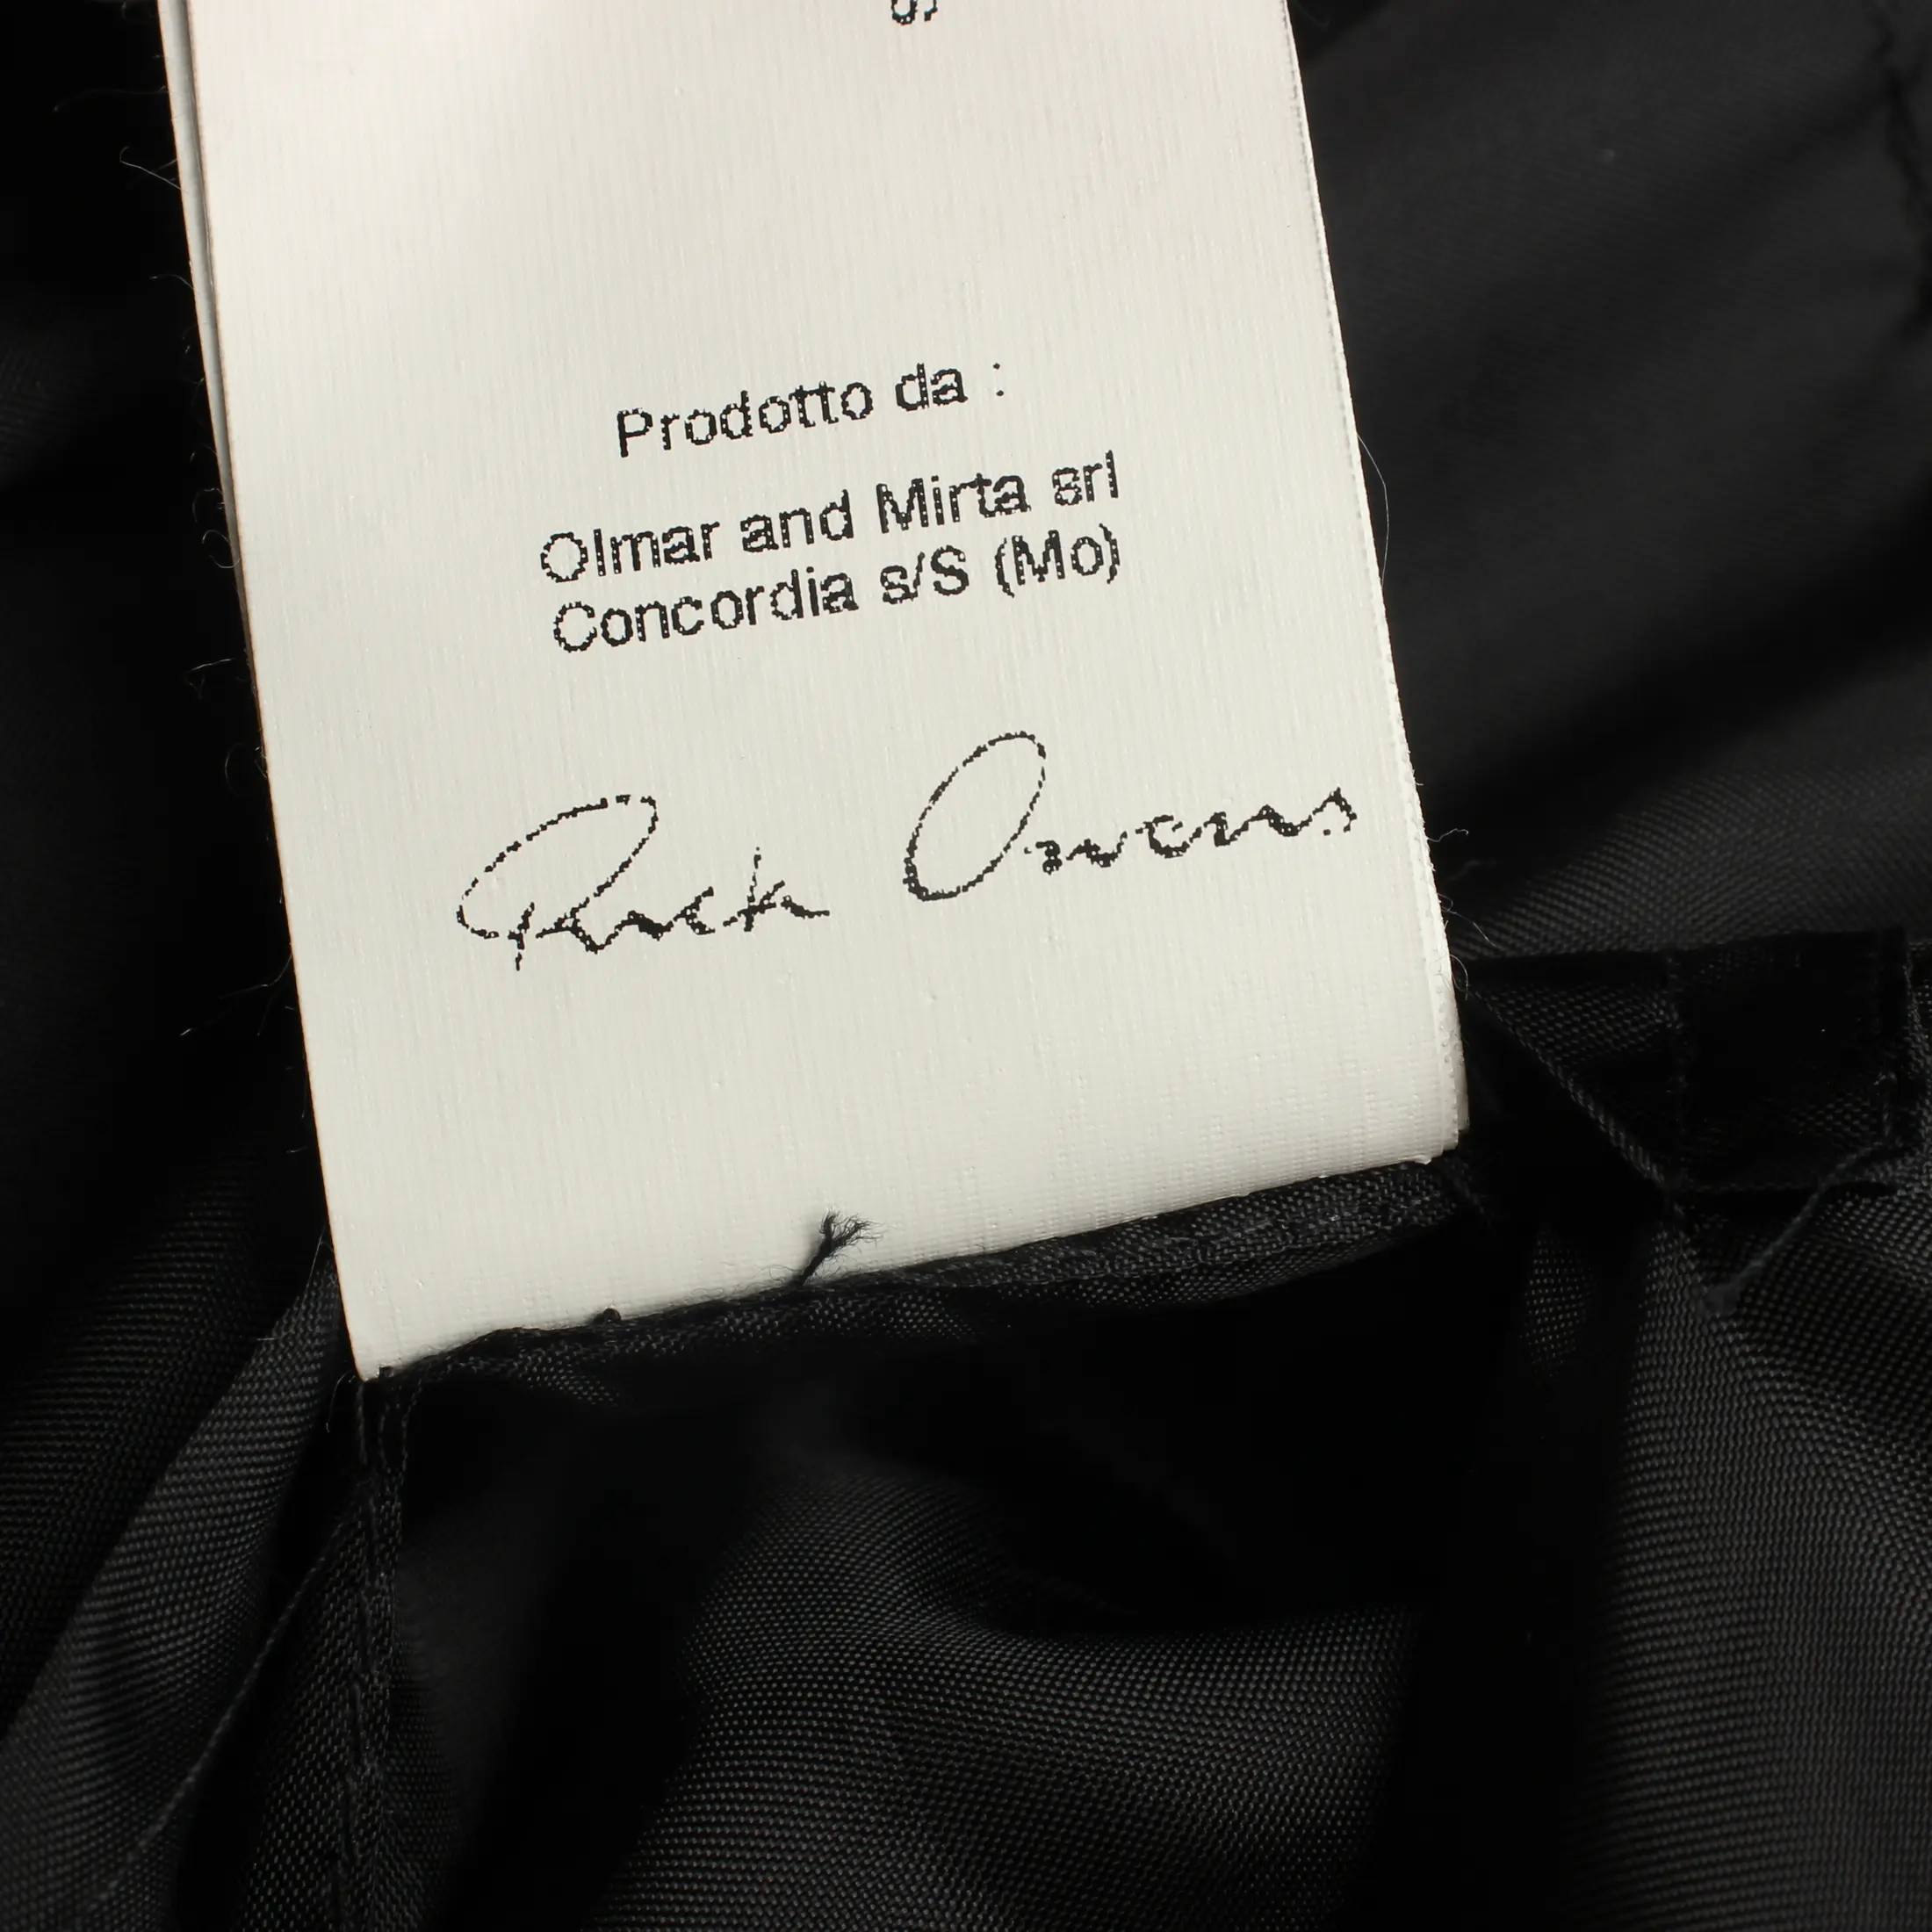 Prodotto da :
Olmar and Mirta srl
Concordia s/S (Mo)
Rick Owens